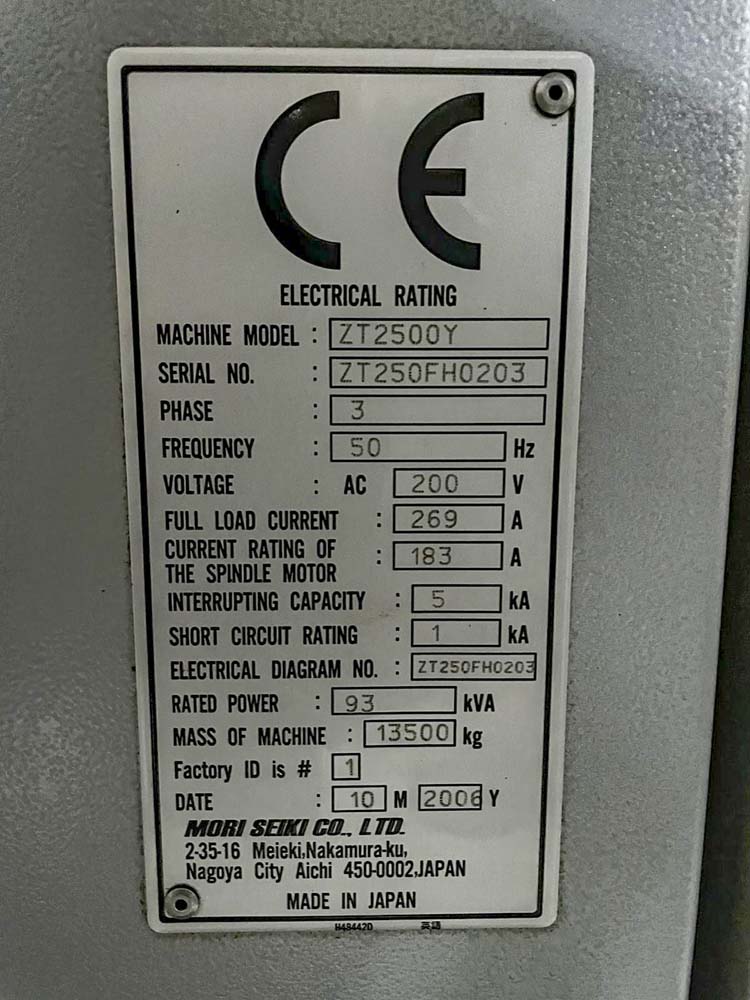 CE
ELECTRICAL RATING
MACHINE MODEL : ZT2500Y
SERIAL NO. : ZT250FH0203
PHASE : 3
FREQUENCY : 50 Hz
VOLTAGE : AC 200 V
FULL LOAD CURRENT : 269 A
CURRENT RATING OF
THE SPINDLE MOTOR : 183 A
INTERRUPTING CAPACITY : 5 kA
SHORT CIRCUIT RATING : 1 kA
ELECTRICAL DIAGRAM NO. : ZT250FH0203
RATED POWER : 93 kVA
MASS OF MACHINE : 13500 kg
Factory ID is # 1
DATE : 10 M 2006 Y
MORI SEIKI CO., LTD.
2-35-16 Meieki,Nakamura-ku,
Nagoya City Aichi 450-0002,JAPAN
MADE IN JAPAN
H48442D 英語